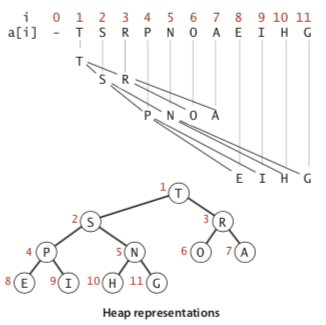 i 0 1 2 3 4 5 6 7 8 9 10 11
a[i] - T S R P N O A E I H G
T
S R
P N O A
E I H G
1 T
2 S 3 R
4 P 5 N 6 O 7 A
8 E 9 I 10 H 11 G
Heap representations